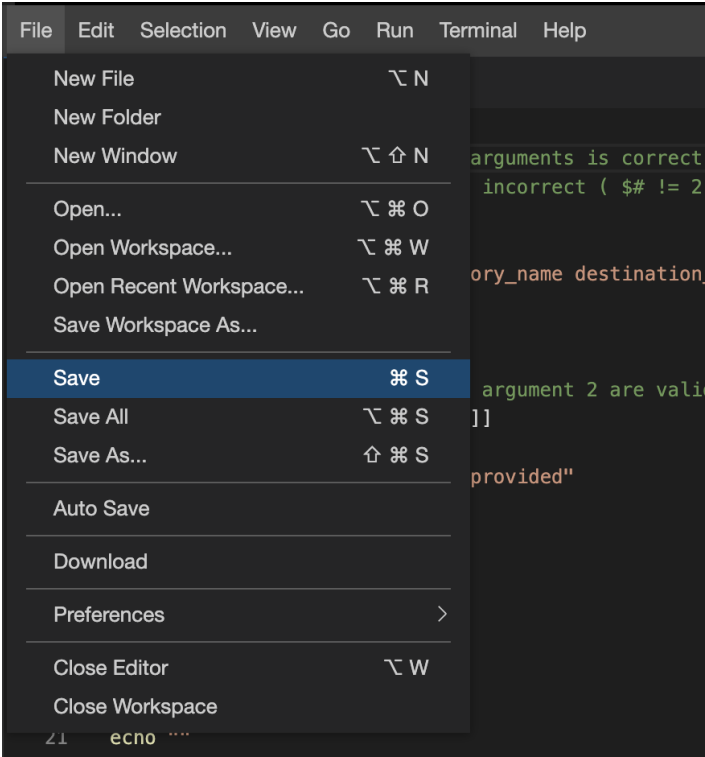 File Edit Selection View Go Run Terminal Help
New File ⌥ N
New Folder
New Window ⌥ ⇧ N
arguments is correct
Open... ⌥ ⌘ O
incorrect ( $# != 2
Open Workspace... ⌥ ⌘ W
Open Recent Workspace... ⌥ ⌘ R
ory_name destination_
Save Workspace As...
Save ⌘ S
argument 2 are vali
Save All ⌥ ⌘ S
]]
Save As... ⇧ ⌘ S
provided"
Auto Save
Download
Preferences >
Close Editor ⌥ W
Close Workspace
21 echo ""